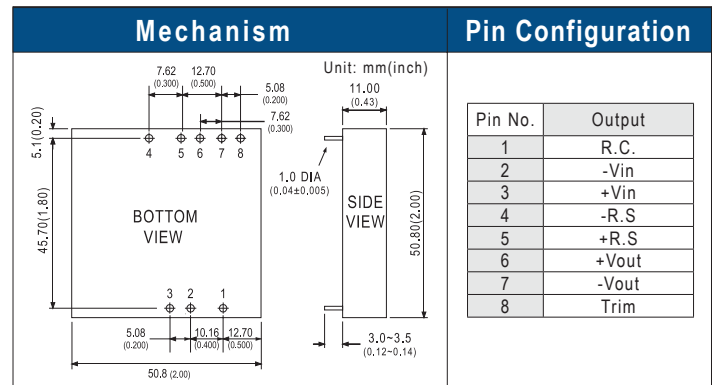 Mechanism
Pin Configuration
Unit: mm(inch)
7.62
(0.300)
12.70
(0.500)
5.08
(0.200)
7.62
(0.300)
11.00
(0.43)
5.1(0.20)
4 5 6 7 8
1.0 DIA
(0.04±0.005)
45.70(1.80)
BOTTOM
VIEW
SIDE
VIEW
50.80(2.00)
3 2 1
5.08
(0.200)
10.16
(0.400)
12.70
(0.500)
50.8 (2.00)
3.0~3.5
(0.12~0.14)
Pin No. Output
1 R.C.
2 -Vin
3 +Vin
4 -R.S
5 +R.S
6 +Vout
7 -Vout
8 Trim